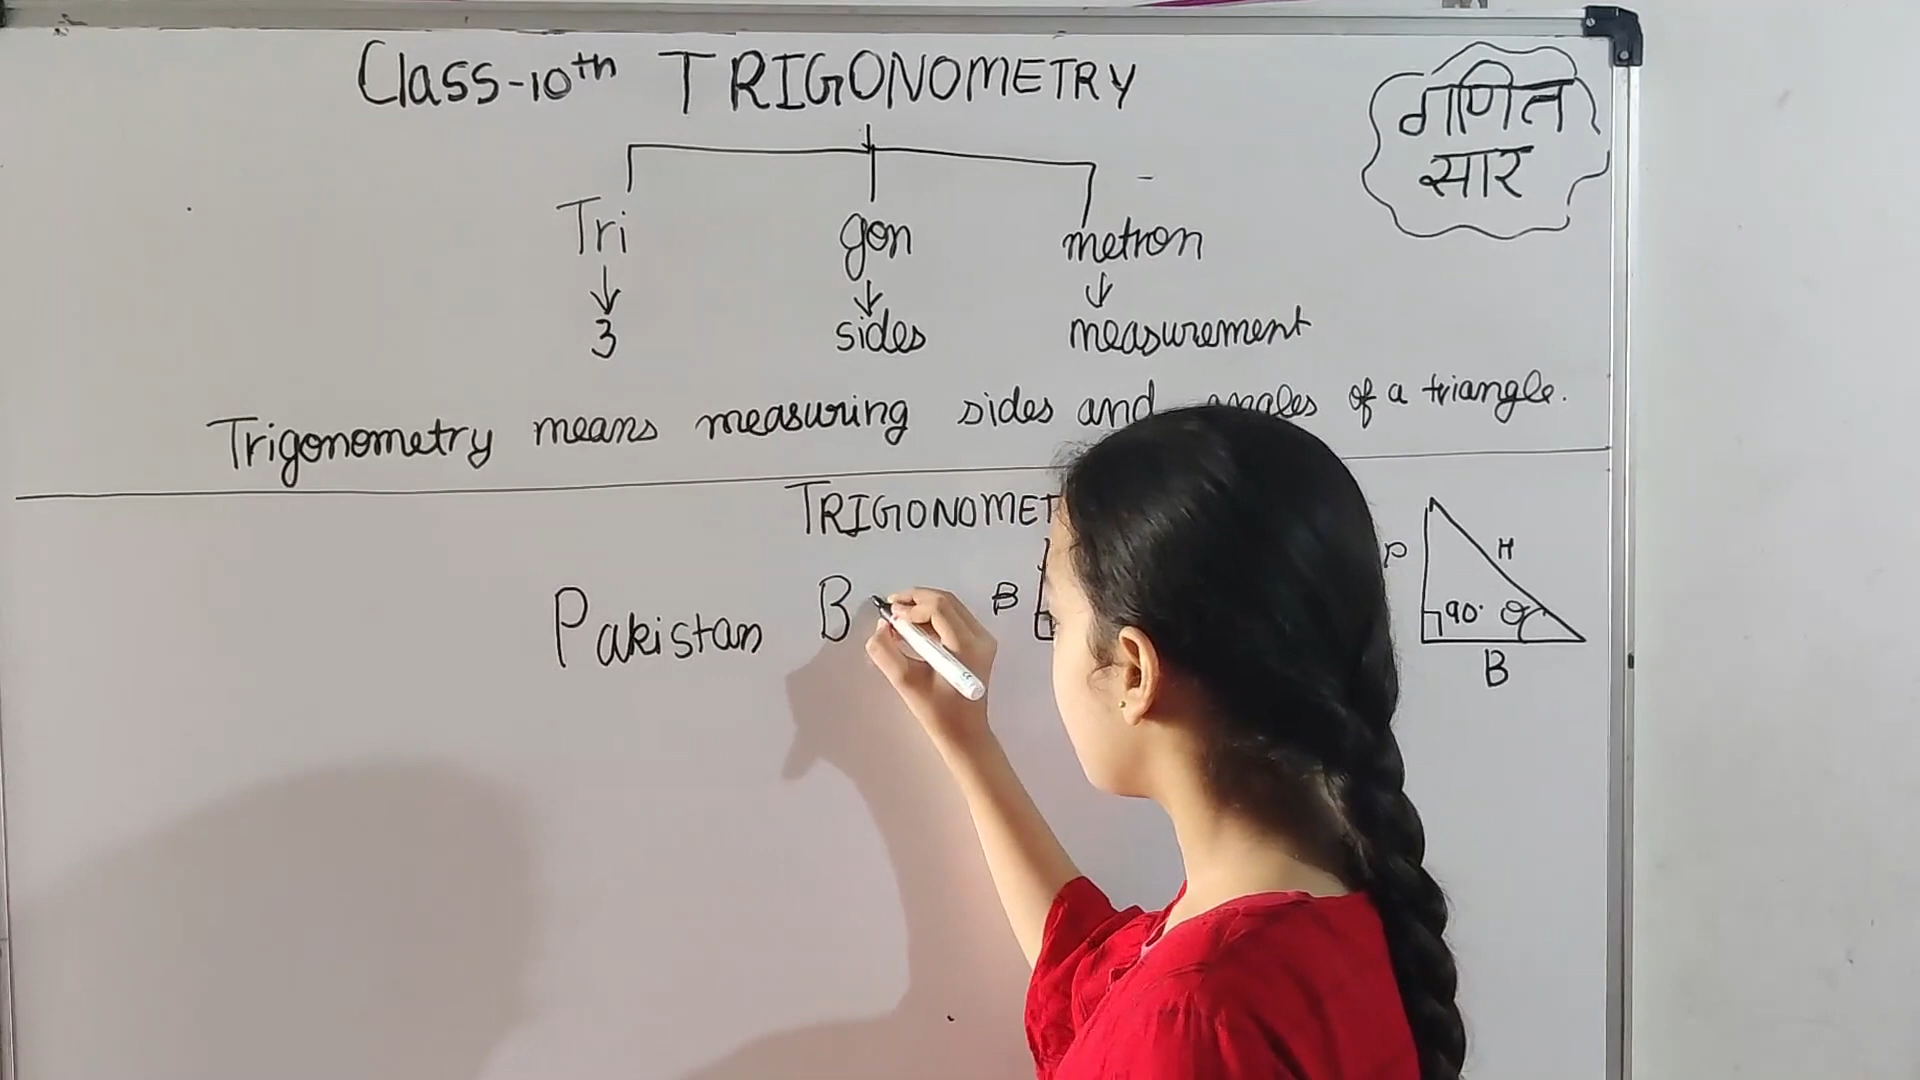 Class-10th TRIGONOMETRY
गणित
सार
Tri gon metron
3 sides measurement
Trigonometry means measuring sides and angles of a triangle.
Pakistan B
B
P H
90° θ
B